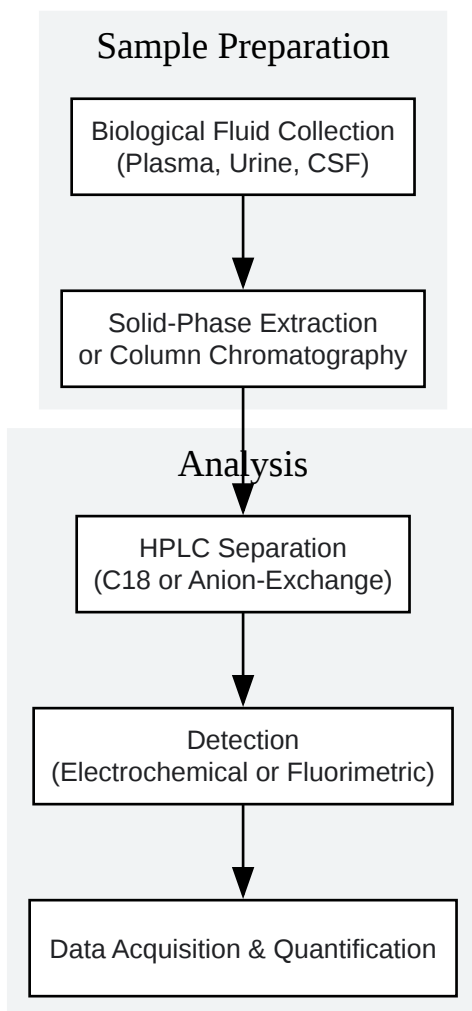 Sample Preparation
Biological Fluid Collection
(Plasma, Urine, CSF)
Solid-Phase Extraction
or Column Chromatography
Analysis
HPLC Separation
(C18 or Anion-Exchange)
Detection
(Electrochemical or Fluorimetric)
Data Acquisition & Quantification